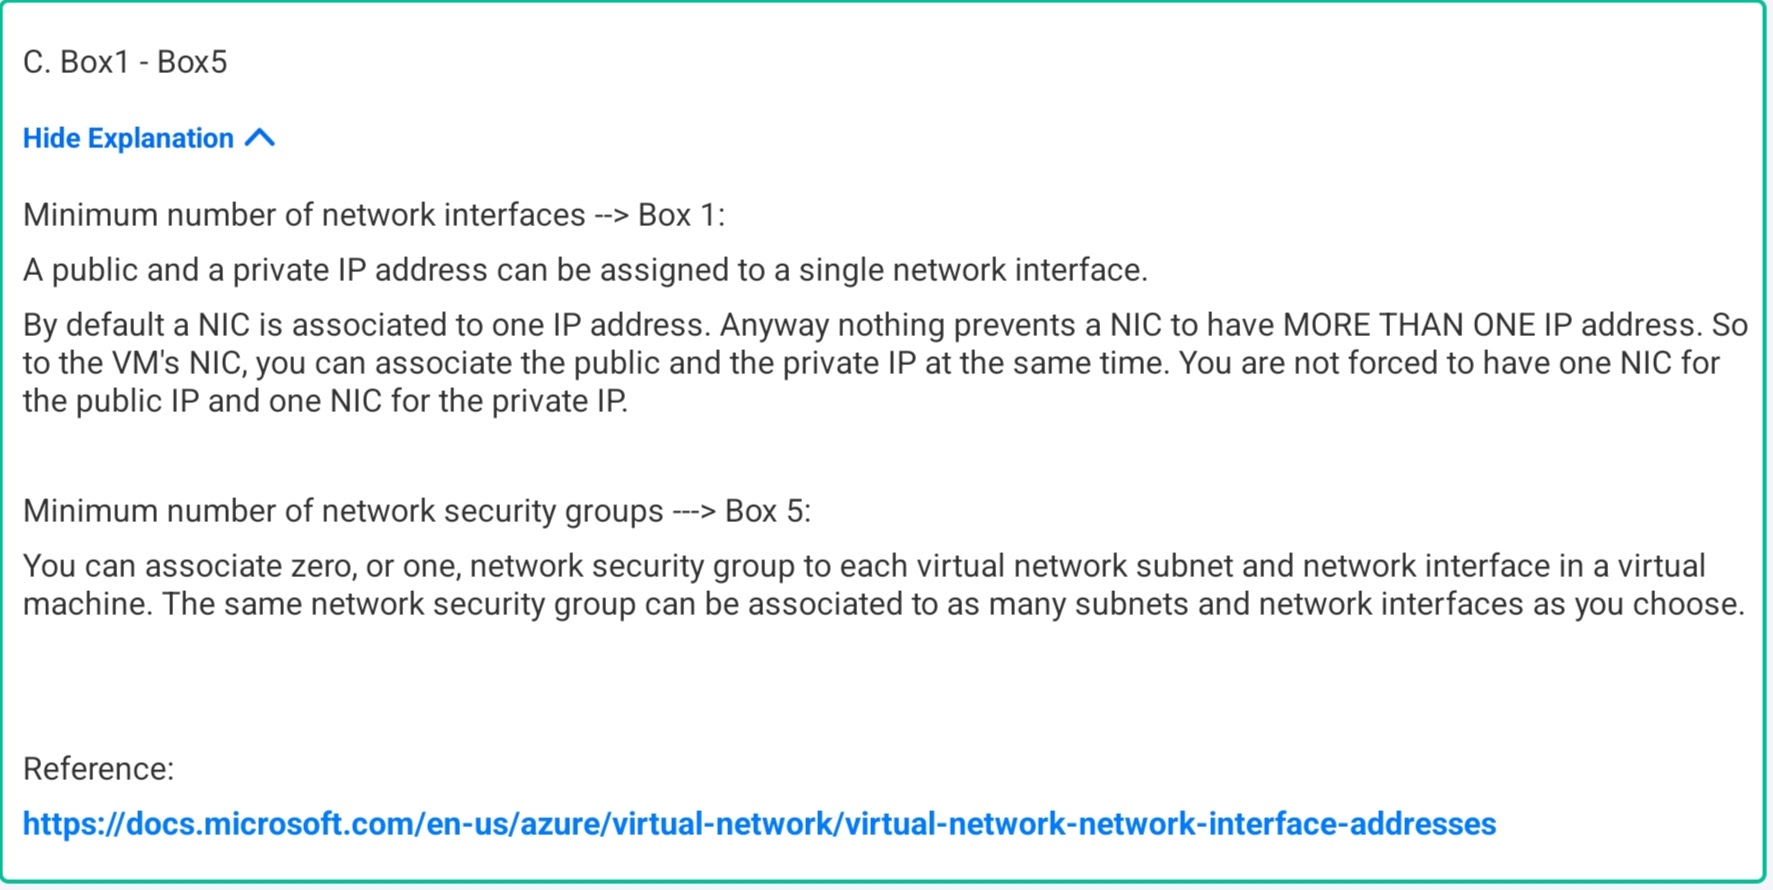 C. Box1 - Box5
Hide Explanation
Minimum number of network interfaces --> Box 1:
A public and a private IP address can be assigned to a single network interface.
By default a NIC is associated to one IP address. Anyway nothing prevents a NIC to have MORE THAN ONE IP address. So
to the VM's NIC, you can associate the public and the private IP at the same time. You are not forced to have one NIC for
the public IP and one NIC for the private IP.
Minimum number of network security groups ---> Box 5:
You can associate zero, or one, network security group to each virtual network subnet and network interface in a virtual
machine. The same network security group can be associated to as many subnets and network interfaces as you choose.
Reference:
https://docs.microsoft.com/en-us/azure/virtual-network/virtual-network-network-interface-addresses